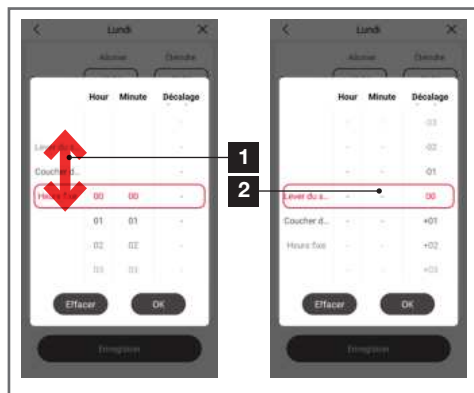 Lundi
Allumer Éteindre
Hour Minute Décalage
-
Lever du s... -
Coucher d... -
Heure fixe 00 00 -
01 01 -
02 02 -
03 03 -
Effacer OK
Enregistrer
1
2
Lundi
Allumer Éteindre
Hour Minute Décalage
- - -03
- - -02
- - -01
Lever du s... - - 00
Coucher d... - - +01
Heure fixe - - +02
- - +03
Effacer OK
Enregistrer